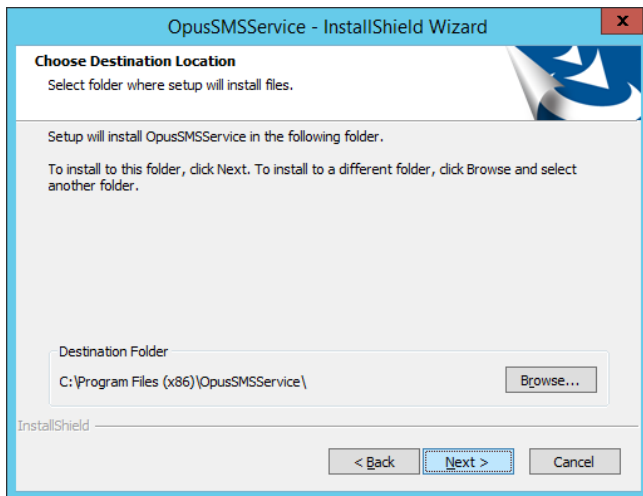 OpusSMSService - InstallShield Wizard
x
Choose Destination Location
Select folder where setup will install files.
Setup will install OpusSMSService in the following folder.
To install to this folder, click Next. To install to a different folder, click Browse and select
another folder.
Destination Folder
C:\Program Files (x86)\OpusSMSService\
Browse...
InstallShield
< Back
Next >
Cancel